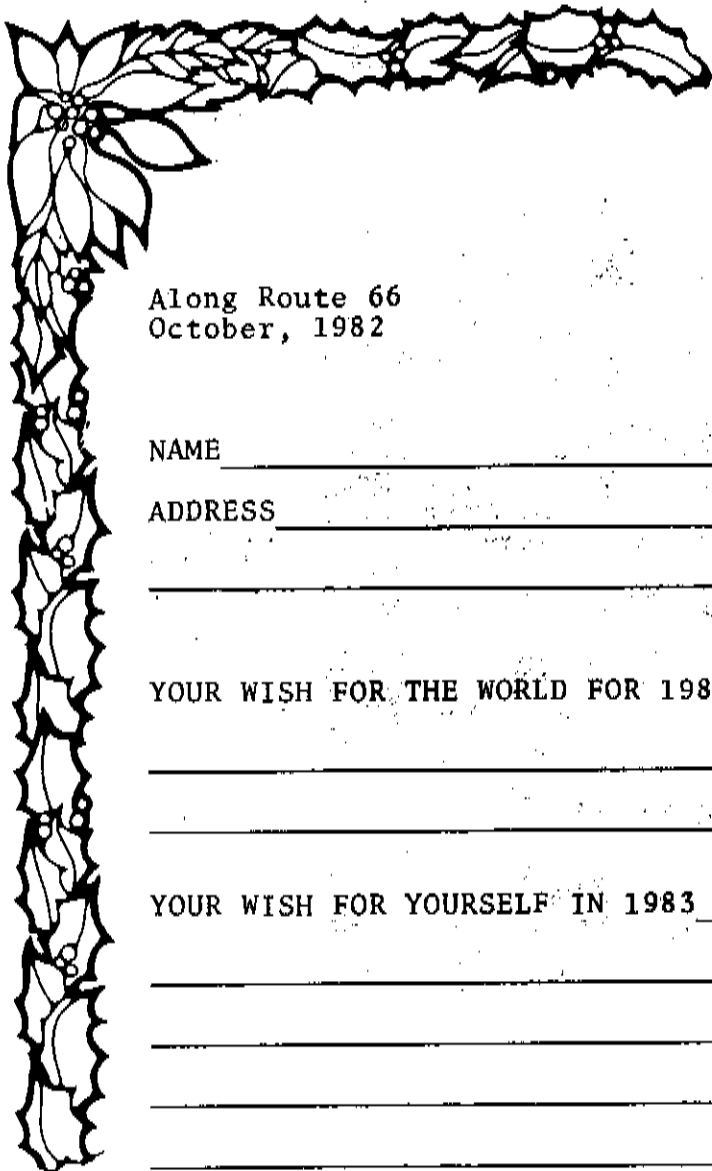 Along Route 66
October, 1982
NAME
ADDRESS
YOUR WISH FOR THE WORLD FOR 198
YOUR WISH FOR YOURSELF IN 1983